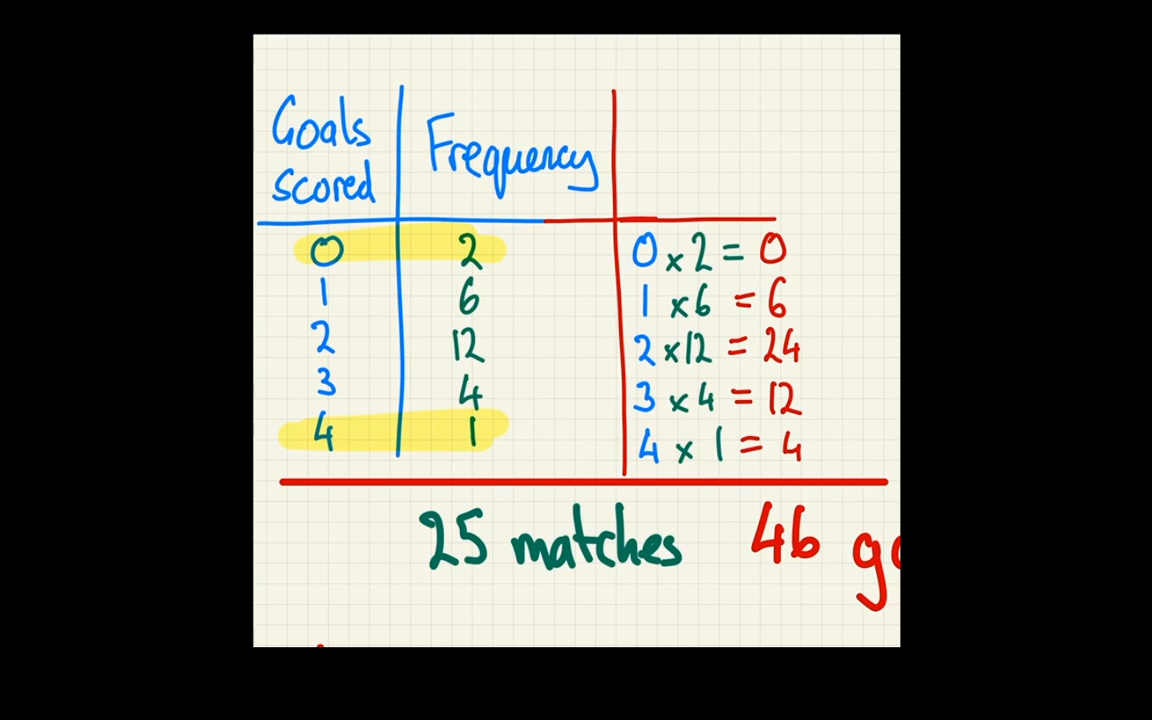 Goals scored Frequency
0 2 0 x 2 = 0
1 6 1 x 6 = 6
2 12 2 x 12 = 24
3 4 3 x 4 = 12
4 1 4 x 1 = 4
25 matches 46